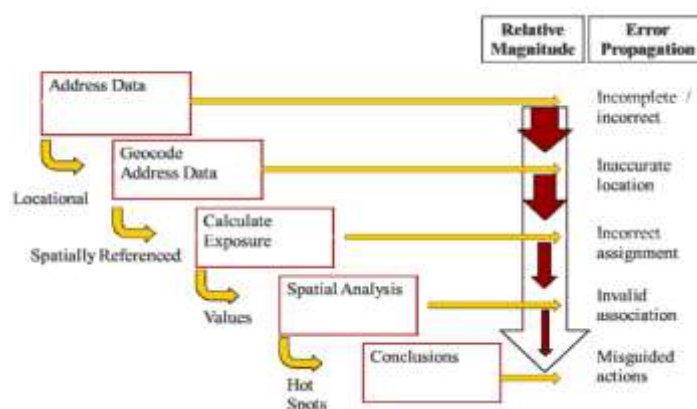 Relative
Magnitude
Error
Propagation
Address Data
Incomplete /
incorrect
Geocode
Address Data
Inaccurate
location
Locational
Calculate
Exposure
Incorrect
assignment
Spatially Referenced
Spatial Analysis
Invalid
association
Values
Conclusions
Misguided
actions
Hot
Spots